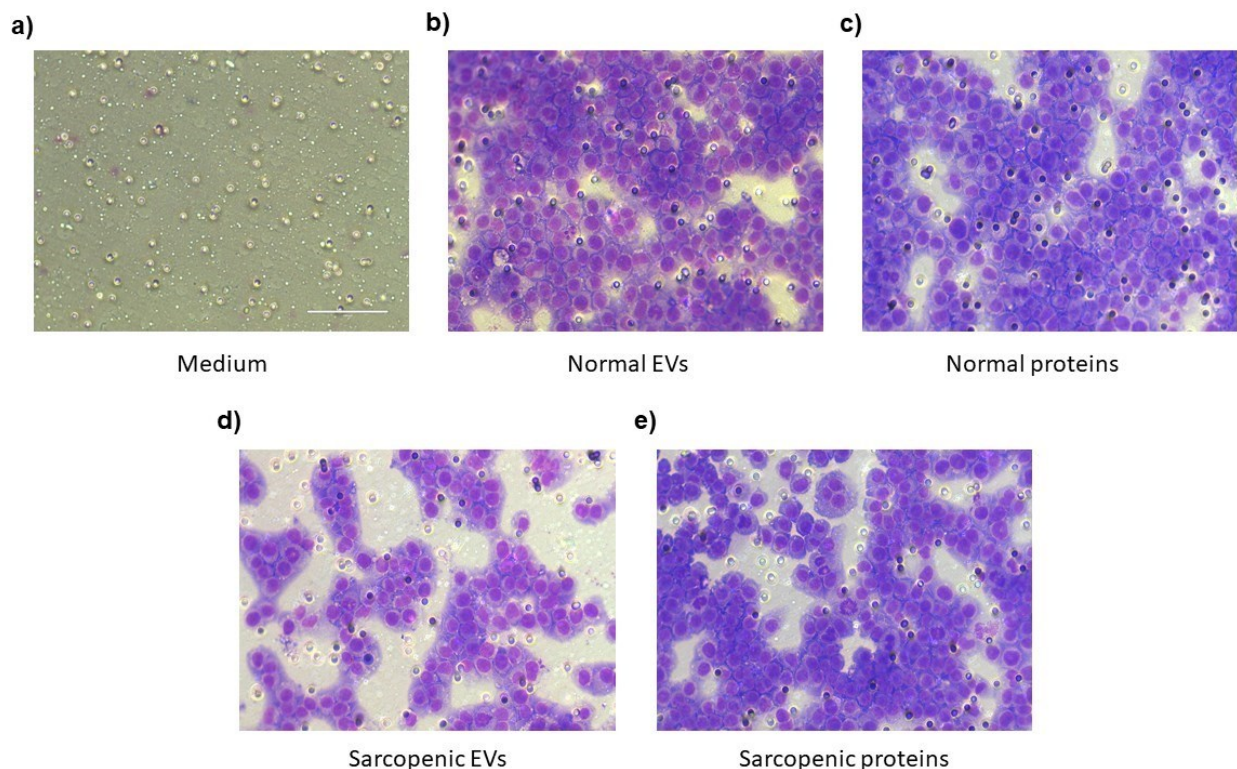 a)
b)
c)
Medium
Normal EVs
Normal proteins
d)
e)
Sarcopenic EVs
Sarcopenic proteins